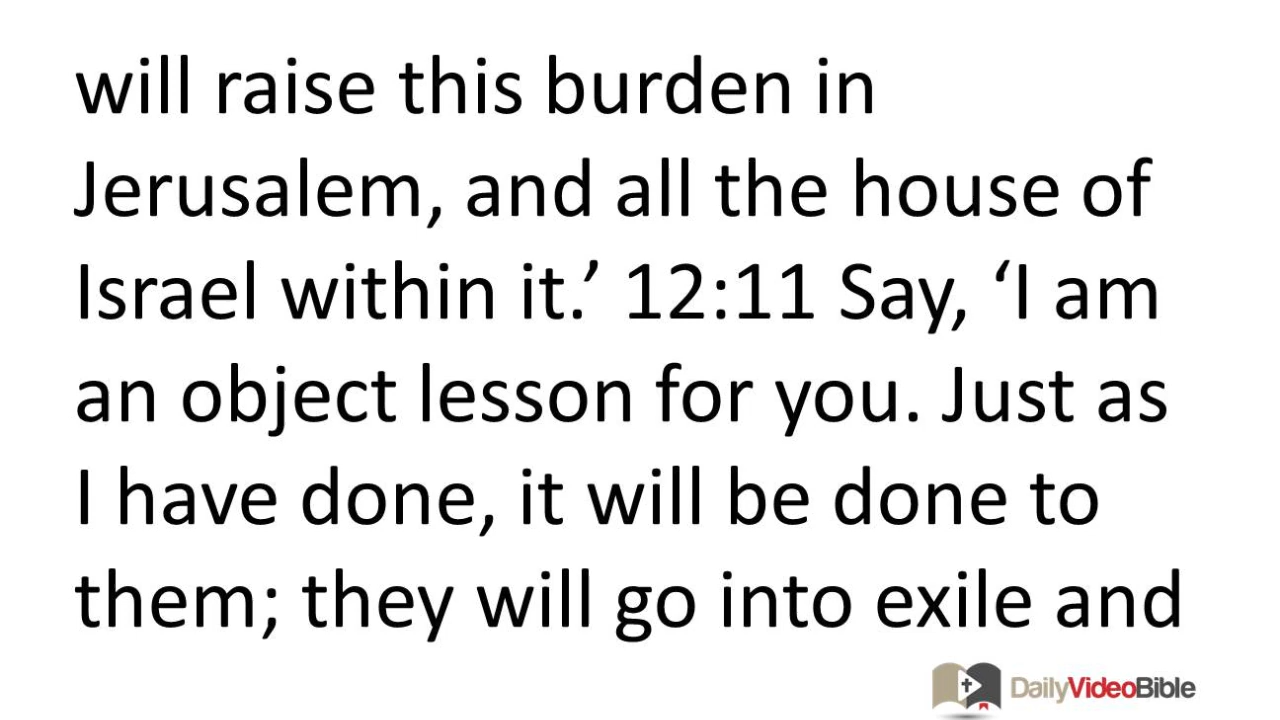 will raise this burden in
Jerusalem, and all the house of
Israel within it.’ 12:11 Say, ‘I am
an object lesson for you. Just as
I have done, it will be done to
them; they will go into exile and
DailyVideoBible